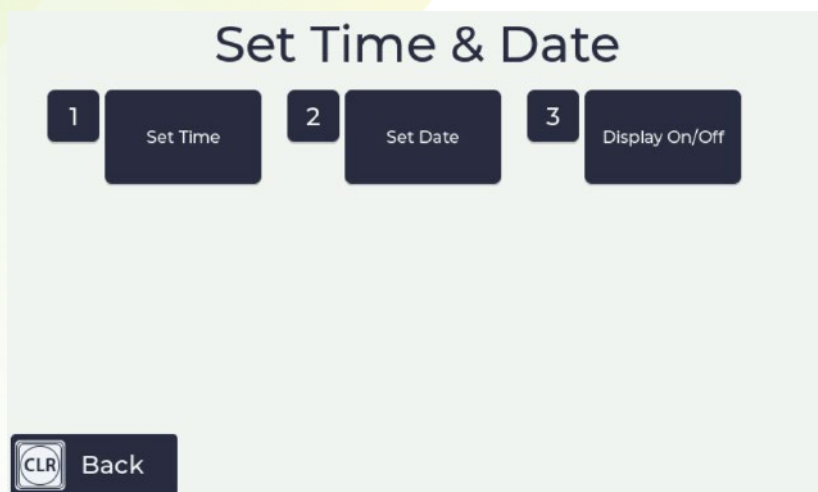 Set Time & Date
1 Set Time 2 Set Date 3 Display On/Off
CLR Back